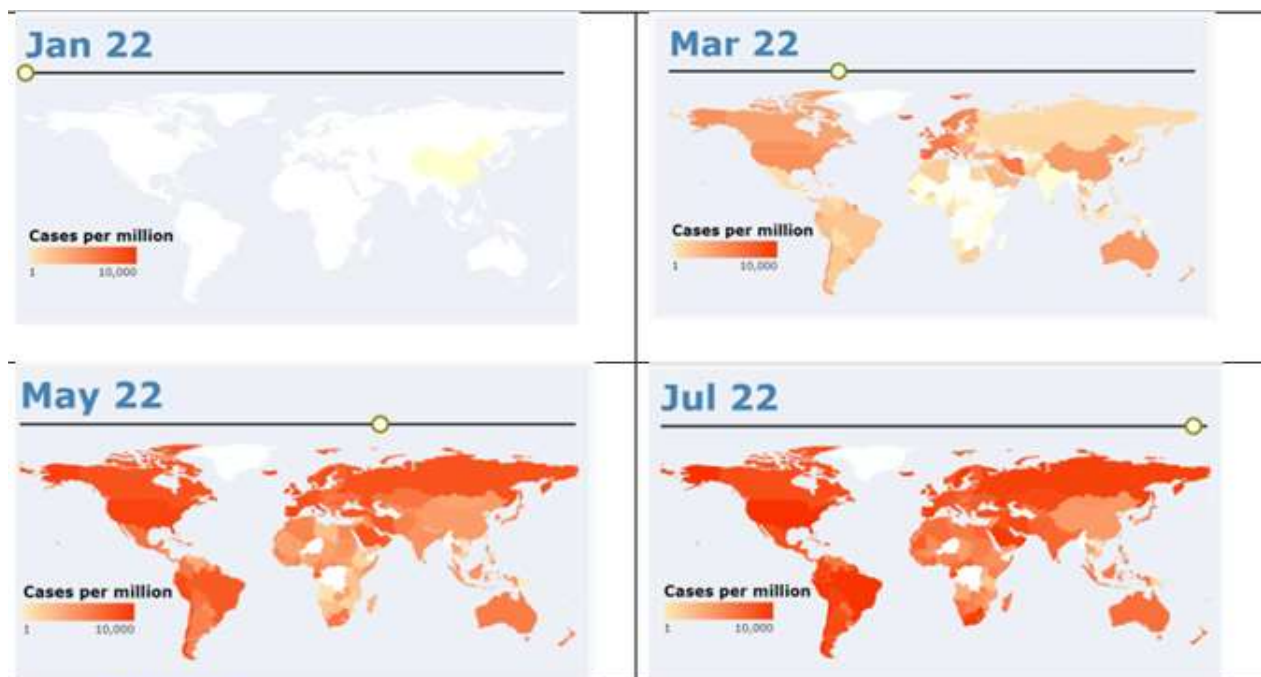 Jan 22
Cases per million
1 10,000
Mar 22
Cases per million
1 10,000
May 22
Cases per million
1 10,000
Jul 22
Cases per million
1 10,000